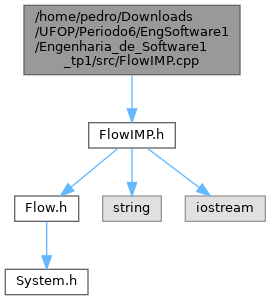 /home/pedro/Downloads
/UFOP/Periodo6/EngSoftware1
/Engenharia_de_Software1
_tp1/src/FlowIMP.cpp
FlowIMP.h
Flow.h
string
iostream
System.h